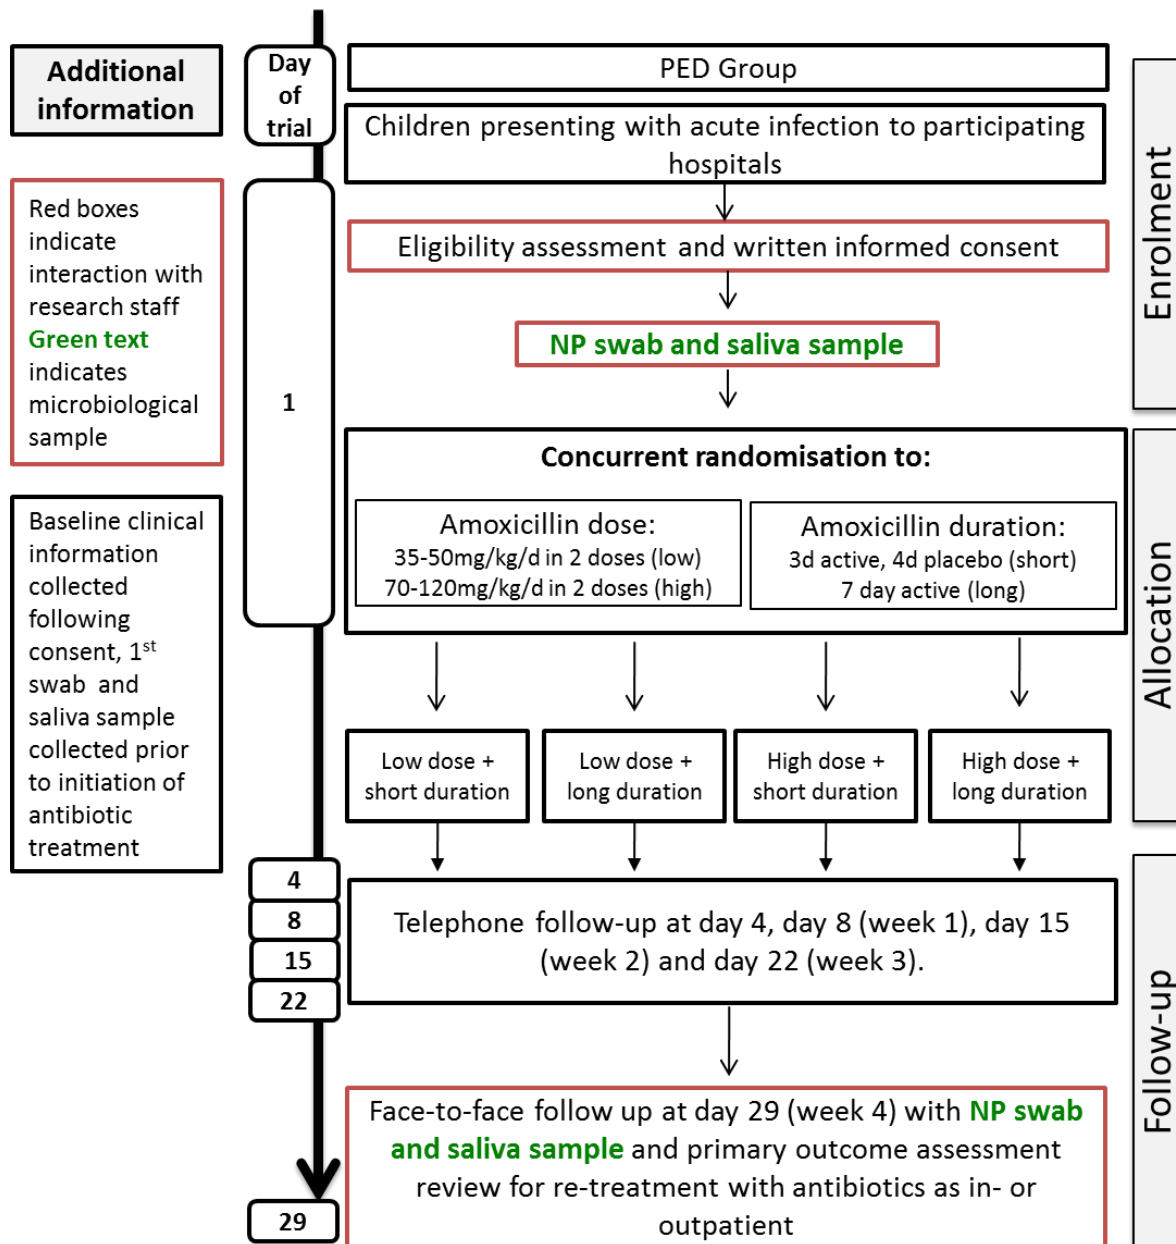 Additional
information
Day
of
trial
PED Group
Children presenting with acute infection to participating
hospitals
Enrolment
Red boxes
indicate
interaction with
research staff
Green text
indicates
microbiological
sample
1
Eligibility assessment and written informed consent
NP swab and saliva sample
Baseline clinical
information
collected
following
consent, 1st
swab and
saliva sample
collected prior
to initiation of
antibiotic
treatment
Concurrent randomisation to:
Amoxicillin dose:
35-50mg/kg/d in 2 doses (low)
70-120mg/kg/d in 2 doses (high)
Amoxicillin duration:
3d active, 4d placebo (short)
7 day active (long)
Allocation
Low dose +
short duration
Low dose +
long duration
High dose +
short duration
High dose +
long duration
4
8
15
22
Telephone follow-up at day 4, day 8 (week 1), day 15
(week 2) and day 22 (week 3).
Follow-up
Face-to-face follow up at day 29 (week 4) with NP swab
and saliva sample and primary outcome assessment
review for re-treatment with antibiotics as in- or
outpatient
29